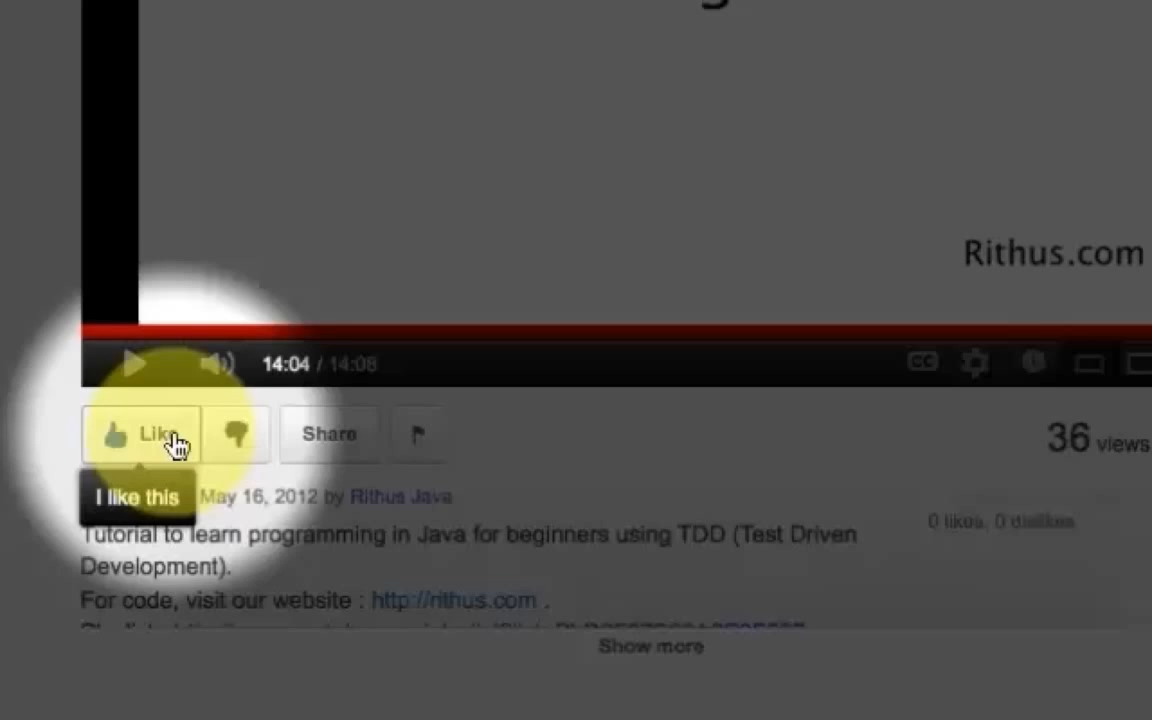 Rithus.com
14:04 / 14:08
CC
Like
Share
36 views
I like this
May 16, 2012 by Rithus Java
0 likes, 0 dislikes
Tutorial to learn programming in Java for beginners using TDD (Test Driven
Development).
For code, visit our website : http://rithus.com .
Show more